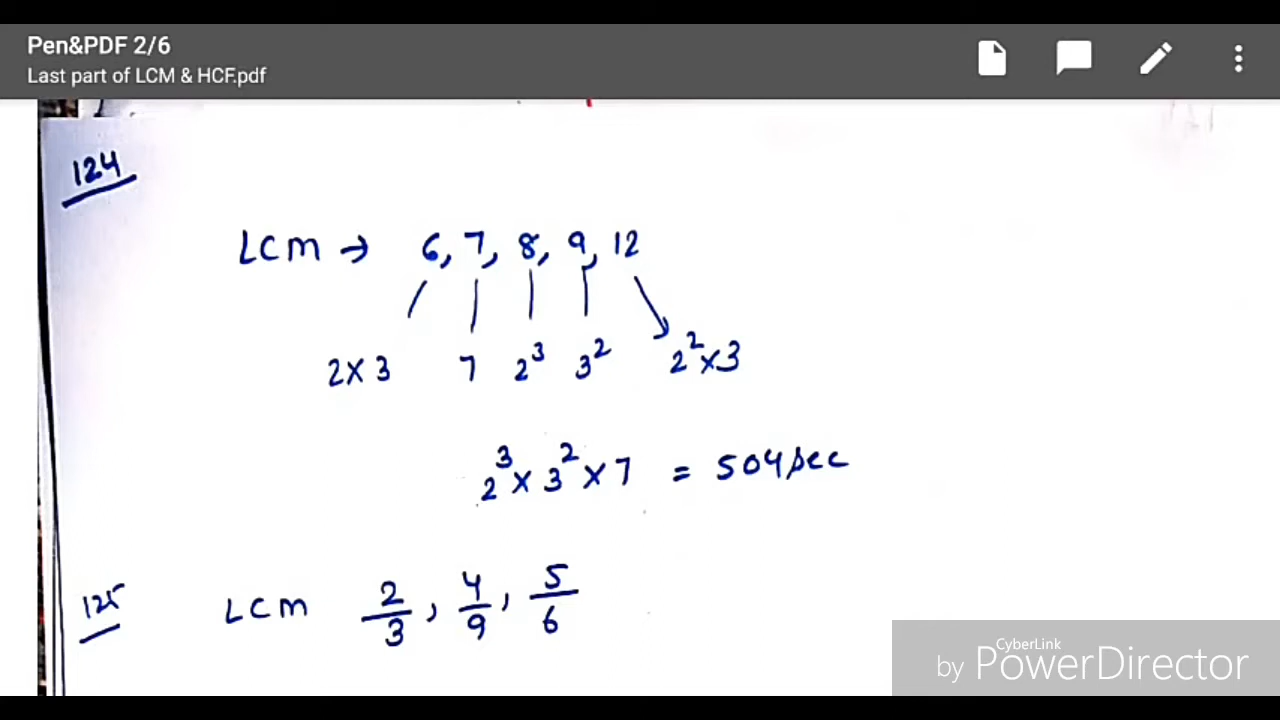 Pen&PDF 2/6
Last part of LCM & HCF.pdf
124
LCM → 6, 7, 8, 9, 12
2×3 7 2³ 3² 2²×3
2³×3²×7 = 504 sec
125 LCM 2/3, 4/9, 5/6
CyberLink
by PowerDirector